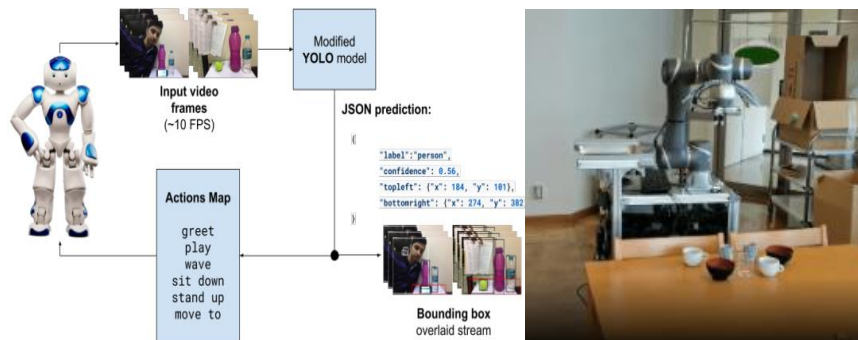 Modified
YOLO model
Input video
frames
(~10 FPS)
JSON prediction:
{
"label":"person",
"confidence": 0.56,
"topleft": {"x": 184, "y": 101},
"bottomright": {"x": 274, "y": 382
}
Actions Map
greet
play
wave
sit down
stand up
move to
Bounding box
overlaid stream